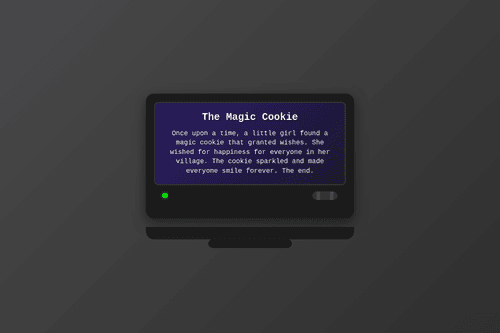 The Magic Cookie
Once upon a time, a little girl found a
magic cookie that granted wishes. She
wished for happiness for everyone in her
village. The cookie sparkled and made
everyone smile forever. The end.